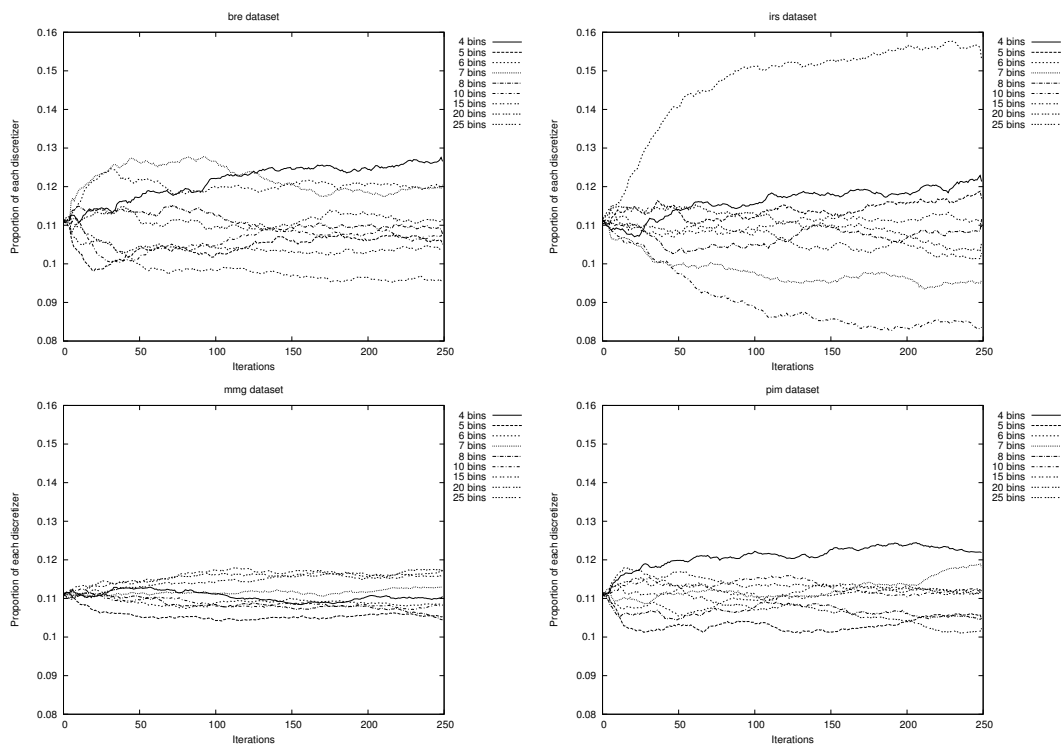 bre dataset
0.16
0.15
0.14
0.13
0.12
0.11
0.1
0.09
0.08
Proportion of each discretizer
0 50 100 150 200 250
Iterations
4 bins
5 bins
6 bins
7 bins
8 bins
10 bins
15 bins
20 bins
25 bins
irs dataset
0.16
0.15
0.14
0.13
0.12
0.11
0.1
0.09
0.08
Proportion of each discretizer
0 50 100 150 200 250
Iterations
4 bins
5 bins
6 bins
7 bins
8 bins
10 bins
15 bins
20 bins
25 bins
mmg dataset
0.16
0.15
0.14
0.13
0.12
0.11
0.1
0.09
0.08
Proportion of each discretizer
0 50 100 150 200 250
Iterations
4 bins
5 bins
6 bins
7 bins
8 bins
10 bins
15 bins
20 bins
25 bins
pim dataset
0.16
0.15
0.14
0.13
0.12
0.11
0.1
0.09
0.08
Proportion of each discretizer
0 50 100 150 200 250
Iterations
4 bins
5 bins
6 bins
7 bins
8 bins
10 bins
15 bins
20 bins
25 bins